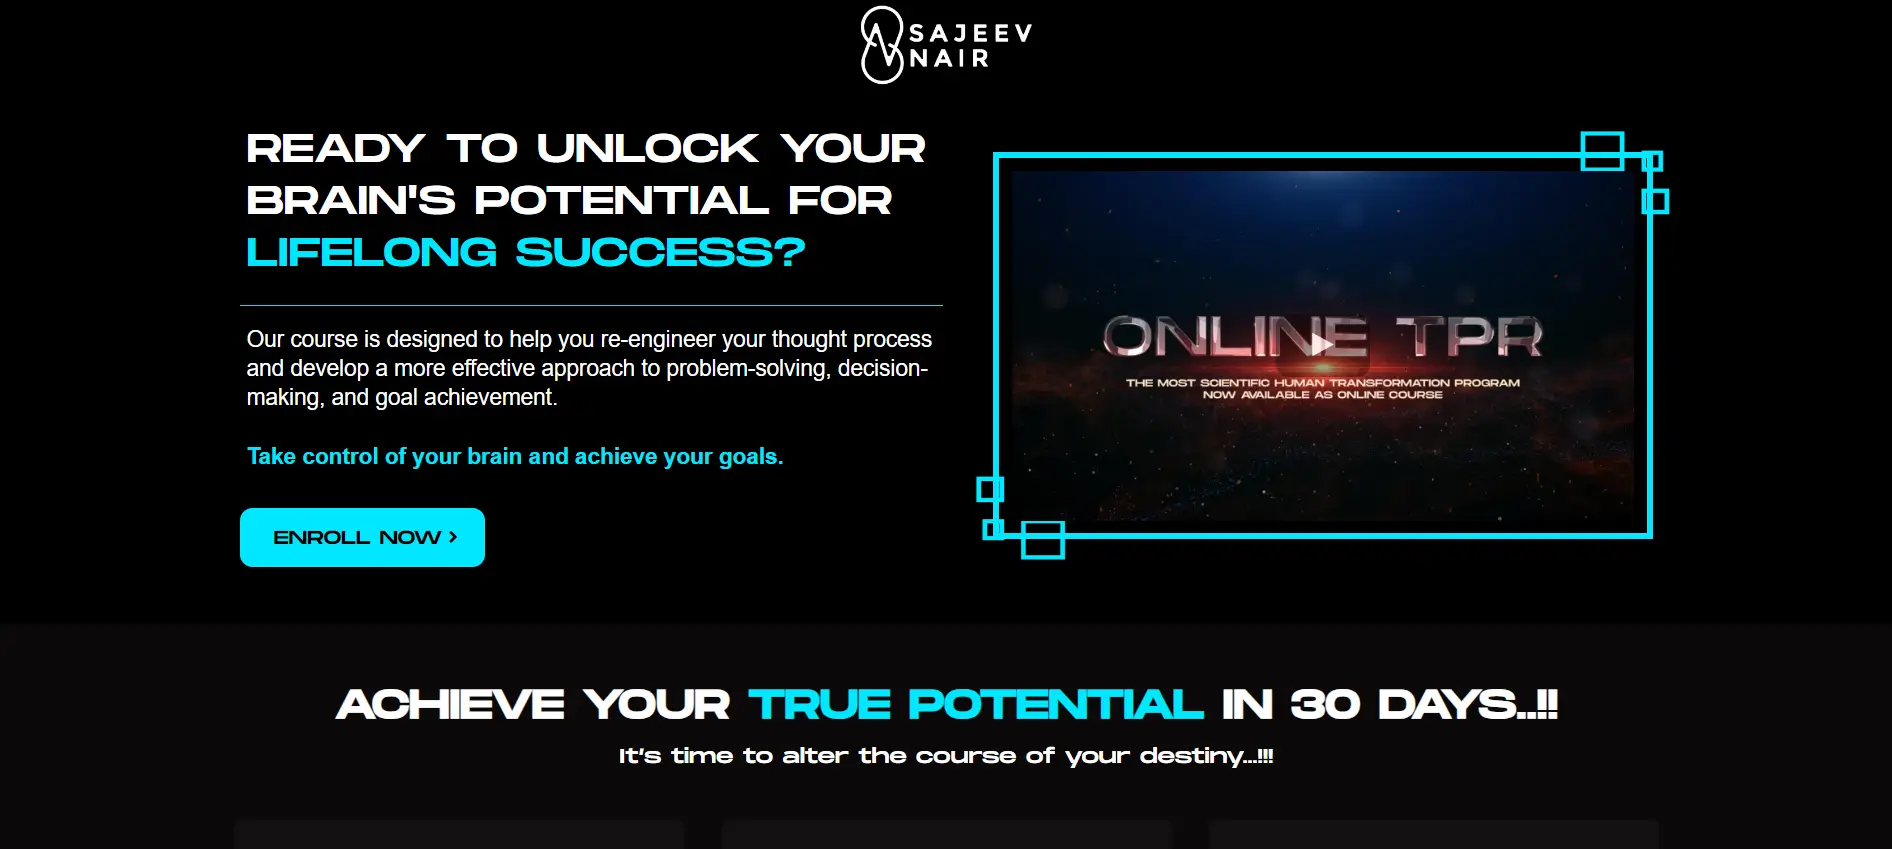 SAJEEV
NAIR
READY TO UNLOCK YOUR
BRAIN'S POTENTIAL FOR
LIFELONG SUCCESS?
Our course is designed to help you re-engineer your thought process
and develop a more effective approach to problem-solving, decision-
making, and goal achievement.
Take control of your brain and achieve your goals.
ENROLL NOW >
ONLINE TPR
THE MOST SCIENTIFIC HUMAN TRANSFORMATION PROGRAM
NOW AVAILABLE AS ONLINE COURSE
ACHIEVE YOUR TRUE POTENTIAL IN 30 DAYS..!!
It's time to alter the course of your destiny...!!!